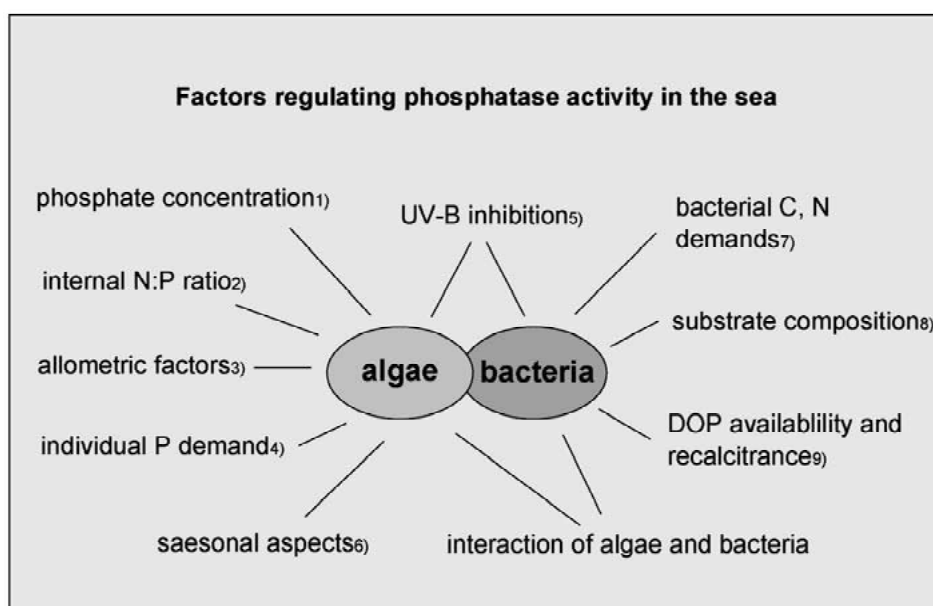 Factors regulating phosphatase activity in the sea
phosphate concentration1)
UV-B inhibition5)
bacterial C, N
demands7)
internal N:P ratio2)
substrate composition8)
allometric factors3)
algae
bacteria
individual P demand4)
DOP availablility and
recalcitrance9)
saesonal aspects6)
interaction of algae and bacteria